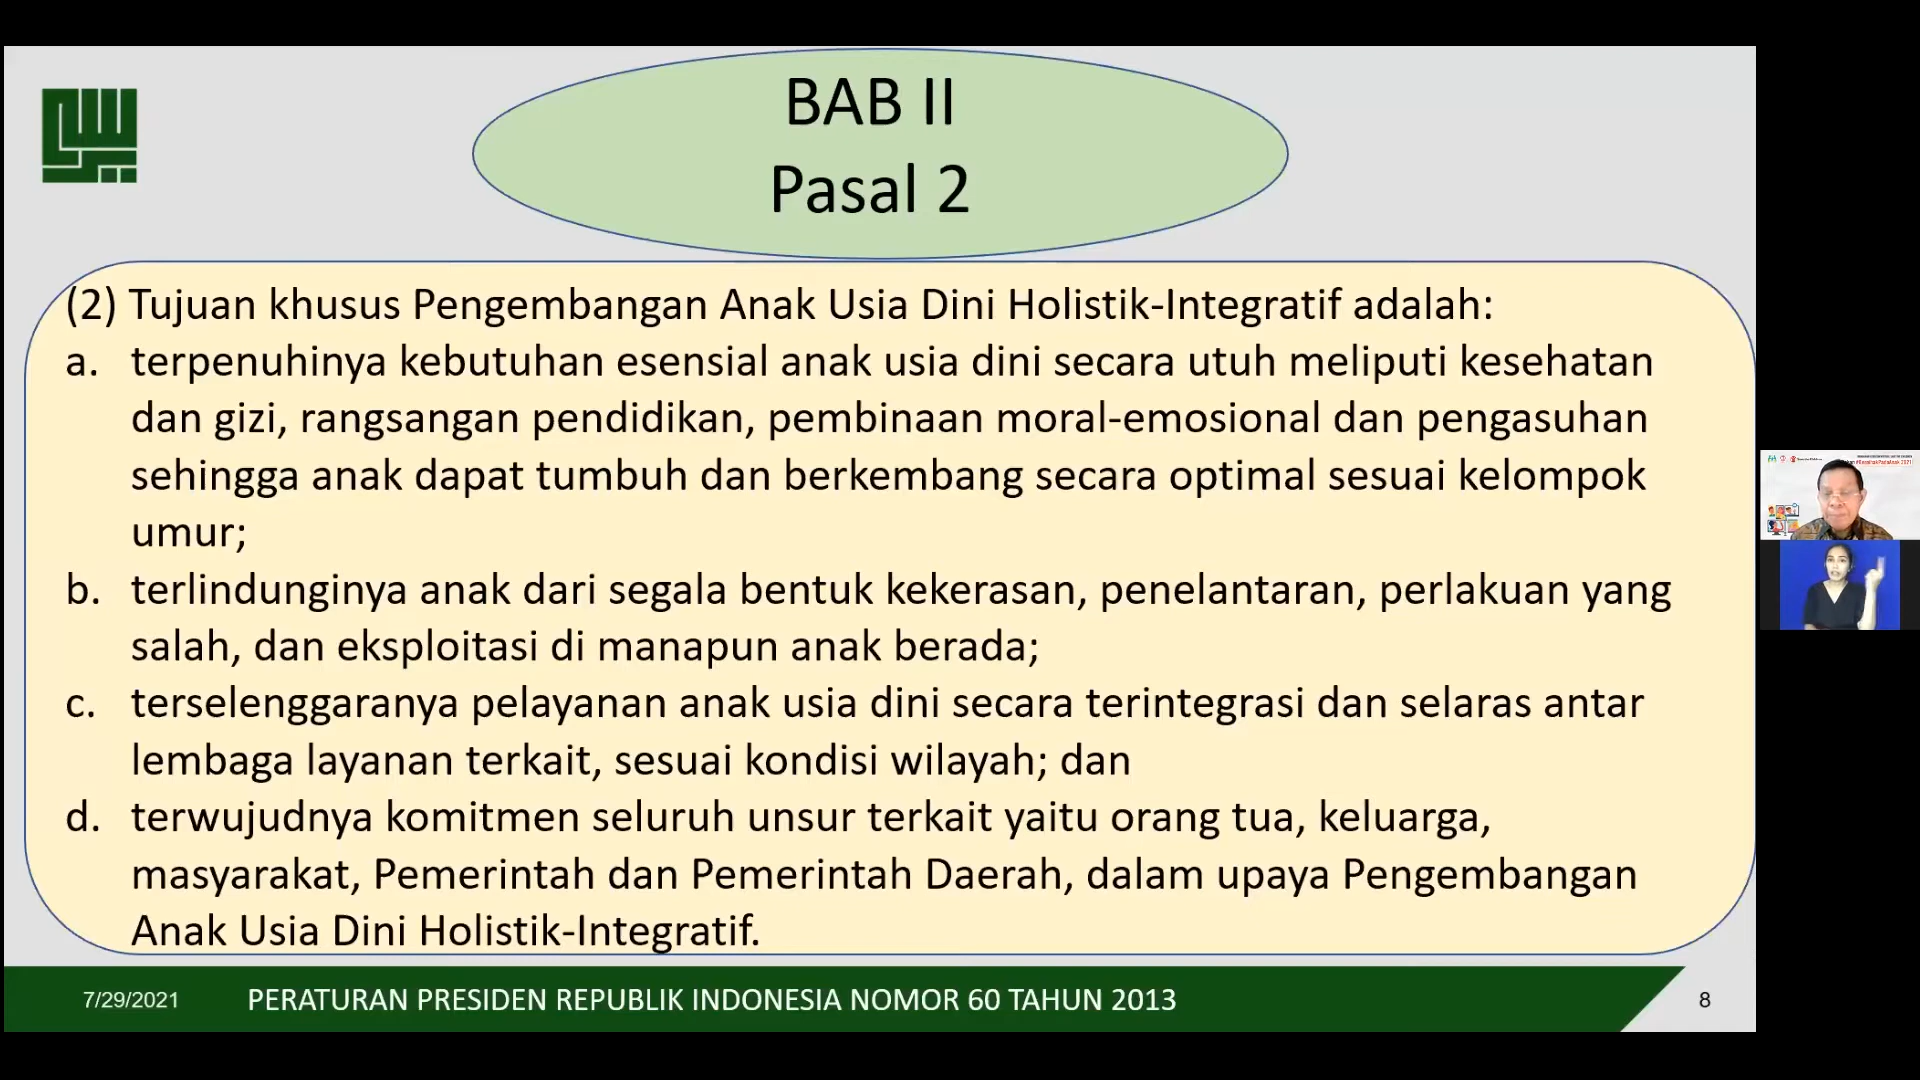 BAB II
Pasal 2
(2) Tujuan khusus Pengembangan Anak Usia Dini Holistik-Integratif adalah:
a. terpenuhinya kebutuhan esensial anak usia dini secara utuh meliputi kesehatan
dan gizi, rangsangan pendidikan, pembinaan moral-emosional dan pengasuhan
sehingga anak dapat tumbuh dan berkembang secara optimal sesuai kelompok
umur;
b. terlindunginya anak dari segala bentuk kekerasan, penelantaran, perlakuan yang
salah, dan eksploitasi di manapun anak berada;
c. terselenggaranya pelayanan anak usia dini secara terintegrasi dan selaras antar
lembaga layanan terkait, sesuai kondisi wilayah; dan
d. terwujudnya komitmen seluruh unsur terkait yaitu orang tua, keluarga,
masyarakat, Pemerintah dan Pemerintah Daerah, dalam upaya Pengembangan
Anak Usia Dini Holistik-Integratif.
7/29/2021 PERATURAN PRESIDEN REPUBLIK INDONESIA NOMOR 60 TAHUN 2013 8